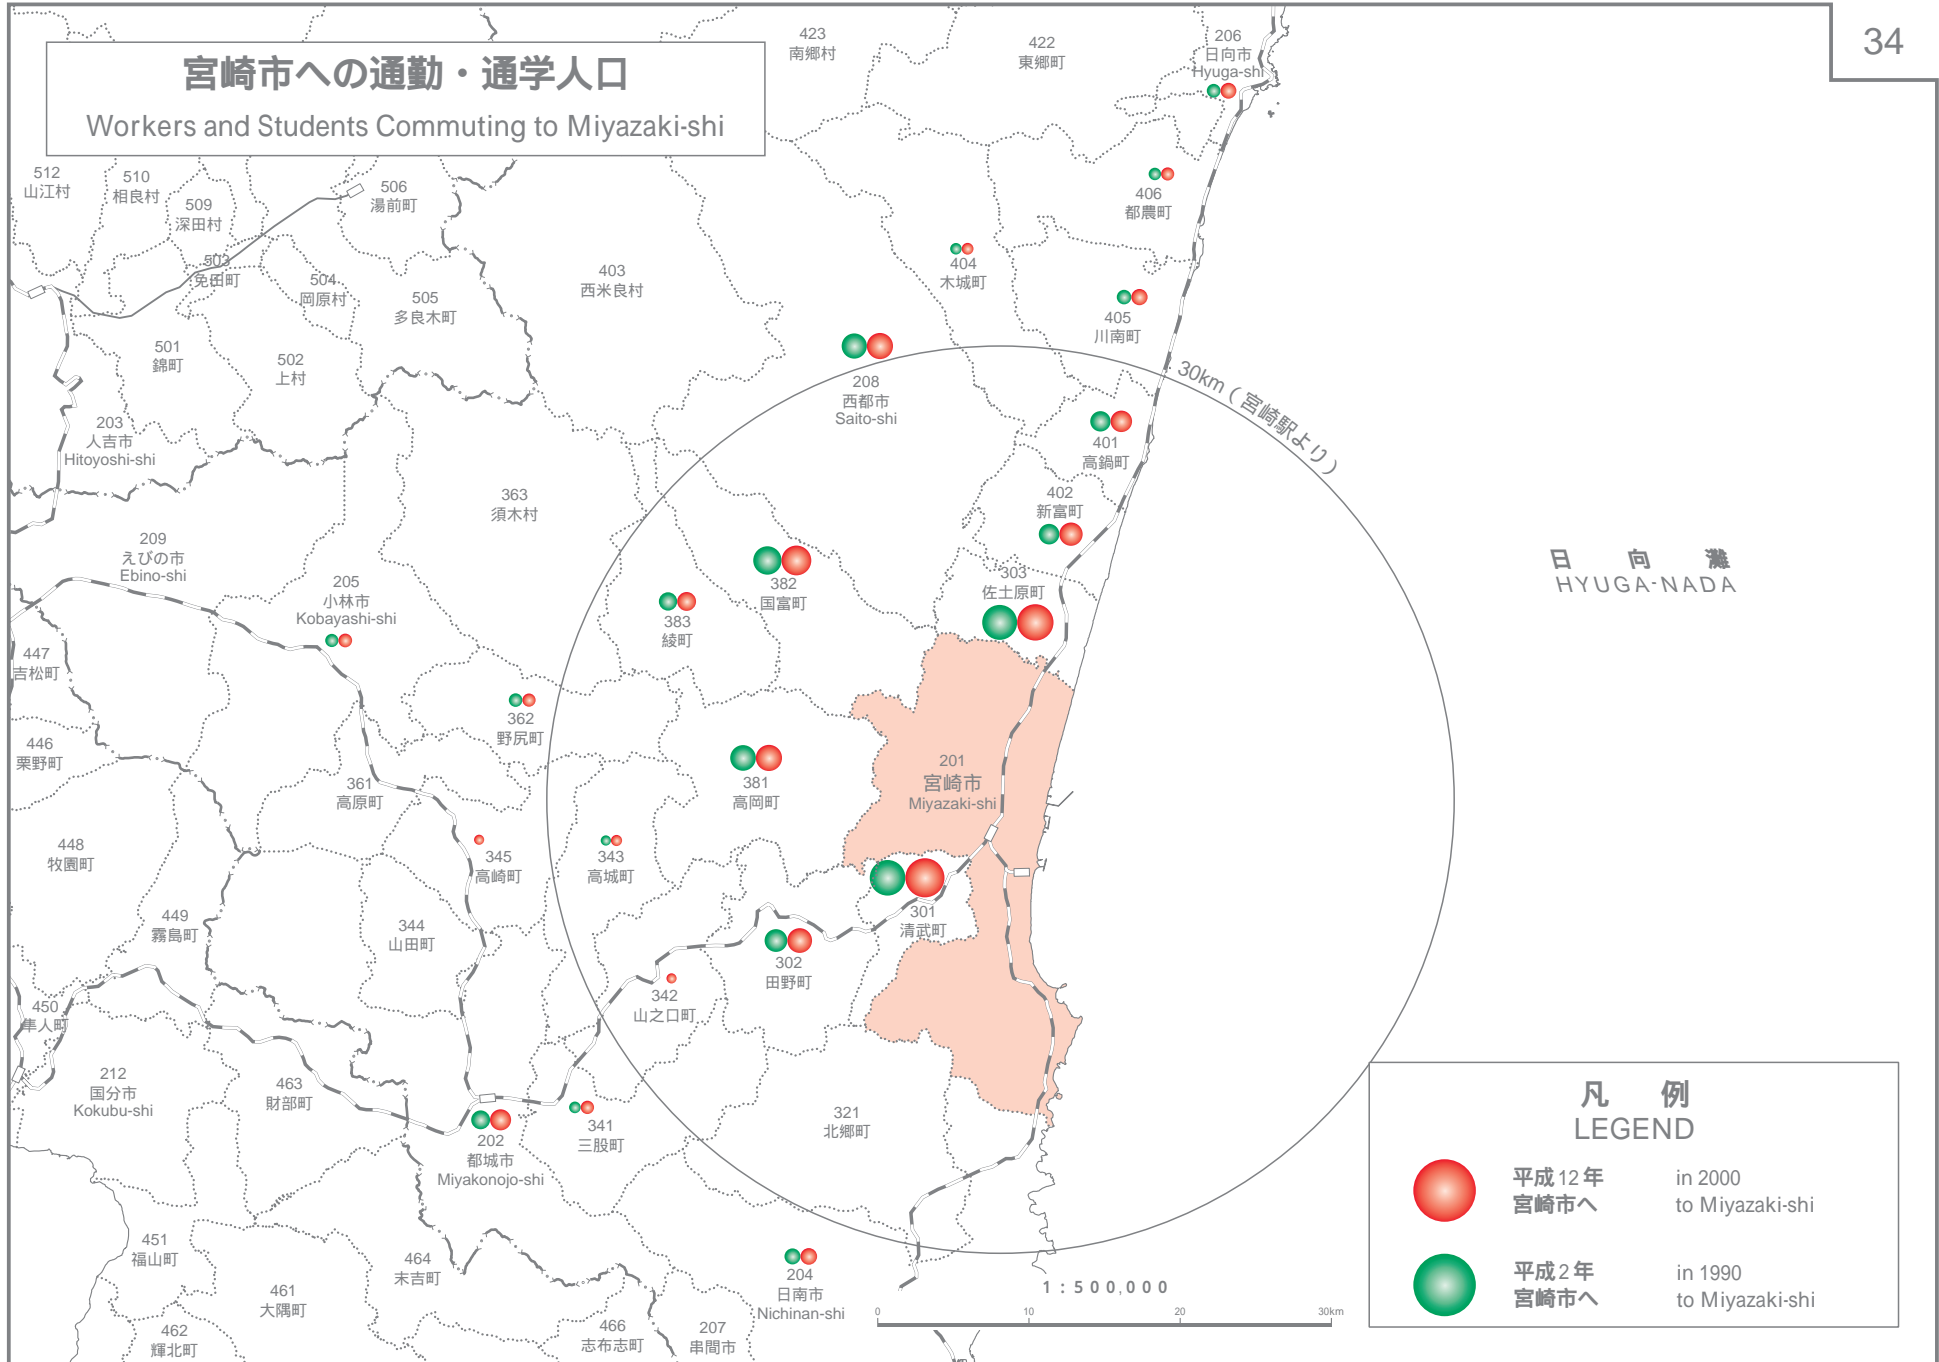 34
宮崎市への通勤・通学人口
Workers and Students Commuting to Miyazaki-shi
423
南郷村
422
東郷町
206
日向市
Hyuga-shi
512
山江村
510
相良村
509
深田村
506
湯前町
406
都農町
503
免田町
504
岡原村
505
多良木町
403
西米良村
404
木城町
405
川南町
501
錦町
502
上村
30km(宮崎駅より)
208
西都市
Saito-shi
203
人吉市
Hitoyoshi-shi
401
高鍋町
363
須木村
402
新富町
209
えびの市
Ebino-shi
205
小林市
Kobayashi-shi
382
国富町
303
佐土原町
日向灘
HYUGA-NADA
383
綾町
447
吉松町
362
野尻町
446
栗野町
361
高原町
381
高岡町
201
宮崎市
Miyazaki-shi
448
牧園町
345
高崎町
343
高城町
449
霧島町
344
山田町
301
清武町
302
田野町
342
山之口町
450
隼人町
212
国分市
Kokubu-shi
463
財部町
202
都城市
Miyakonojo-shi
341
三股町
321
北郷町
451
福山町
464
末吉町
461
大隅町
204
日南市
Nichinan-shi
462
輝北町
466
志布志町
207
串間市
1:500,000
0 10 20 30km
凡例
LEGEND
平成12年 in 2000
宮崎市へ to Miyazaki-shi
平成2年 in 1990
宮崎市へ to Miyazaki-shi